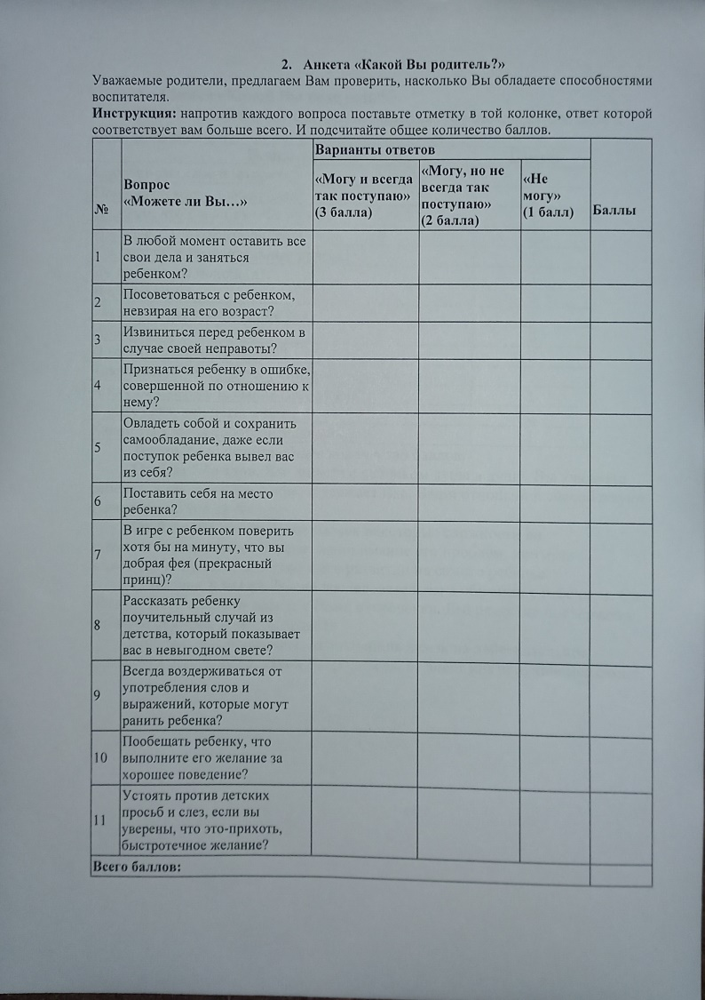 2. Анкета «Какой Вы родитель?»
Уважаемые родители, предлагаем Вам проверить, насколько Вы обладаете способностями
воспитателя.
Инструкция: напротив каждого вопроса поставьте отметку в той колонке, ответ которой
соответствует вам больше всего. И подсчитайте общее количество баллов.
№
Вопрос
«Можете ли Вы…»
Варианты ответов
«Могу и всегда
так поступаю»
(3 балла)
«Могу, но не
всегда так
поступаю»
(2 балла)
«Не
могу»
(1 балл)
Баллы
1
В любой момент оставить все
свои дела и заняться
ребенком?
2
Посоветоваться с ребенком,
невзирая на его возраст?
3
Извиниться перед ребенком в
случае своей неправоты?
4
Признаться ребенку в ошибке,
совершенной по отношению к
нему?
5
Овладеть собой и сохранить
самообладание, даже если
поступок ребенка вывел вас
из себя?
6
Поставить себя на место
ребенка?
7
В игре с ребенком поверить
хотя бы на минуту, что вы
добрая фея (прекрасный
принц)?
8
Рассказать ребенку
поучительный случай из
детства, который показывает
вас в невыгодном свете?
9
Всегда воздерживаться от
употребления слов и
выражений, которые могут
ранить ребенка?
10
Пообещать ребенку, что
выполните его желание за
хорошее поведение?
11
Устоять против детских
просьб и слез, если вы
уверены, что это-прихоть,
быстротечное желание?
Всего баллов: